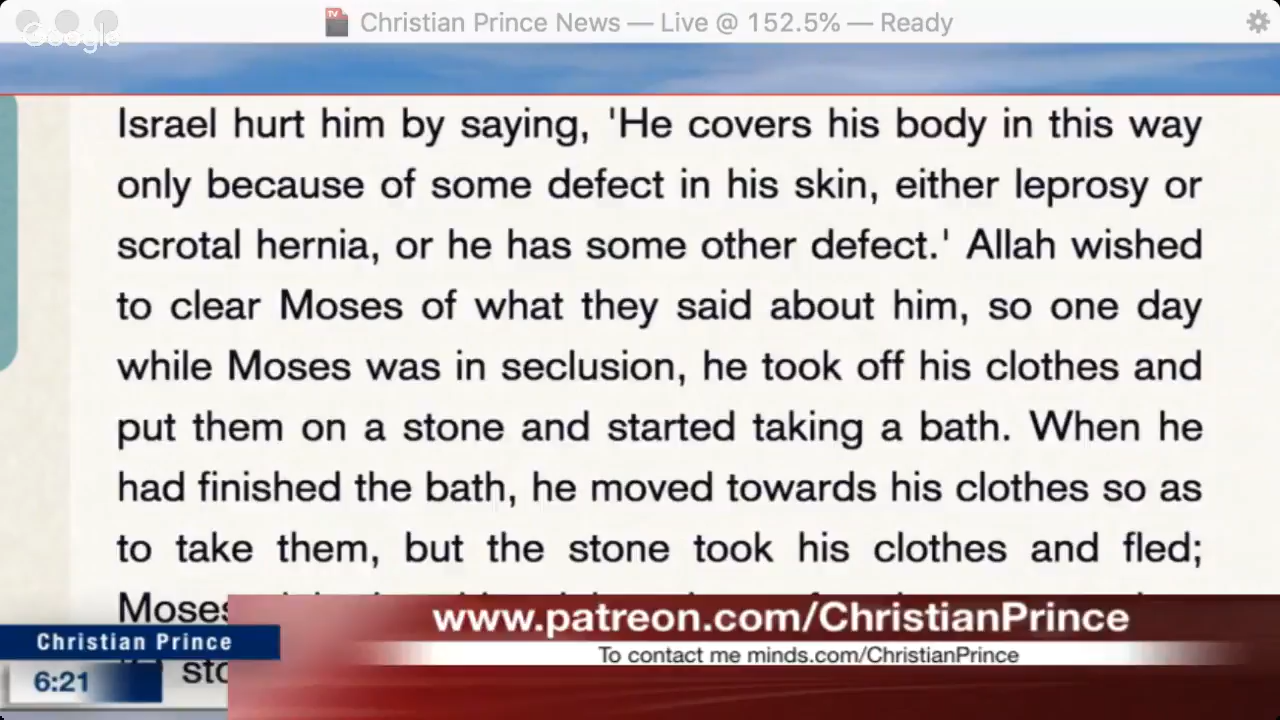 Christian Prince News — Live @ 152.5% — Ready
TV
Google
Israel hurt him by saying, 'He covers his body in this way
only because of some defect in his skin, either leprosy or
scrotal hernia, or he has some other defect.' Allah wished
to clear Moses of what they said about him, so one day
while Moses was in seclusion, he took off his clothes and
put them on a stone and started taking a bath. When he
had finished the bath, he moved towards his clothes so as
to take them, but the stone took his clothes and fled;
Moses
www.patreon.com/ChristianPrince
Christian Prince
To contact me minds.com/ChristianPrince
6:21